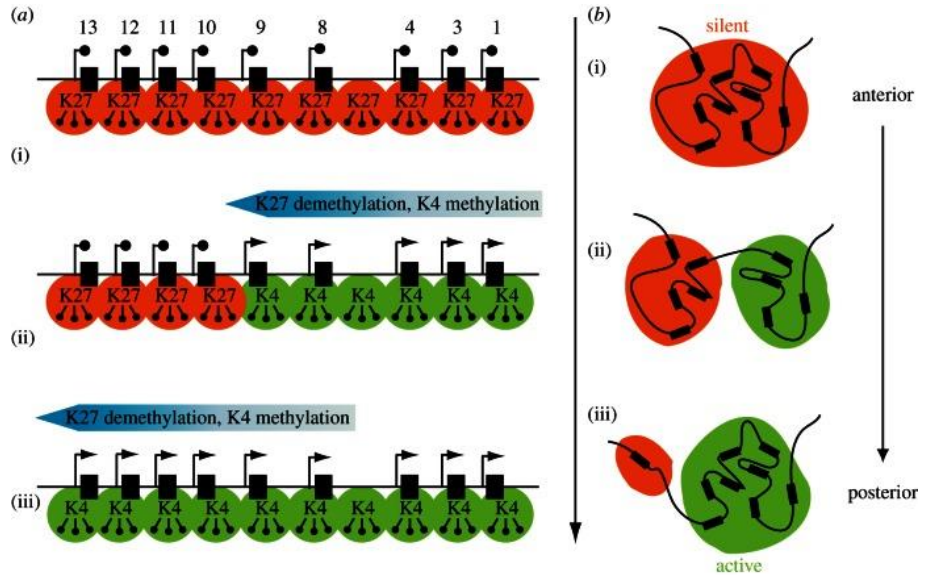 (a)
13 12 11 10 9 8 4 3 1
K27 K27 K27 K27 K27 K27 K27 K27 K27
(i)
K27 demethylation, K4 methylation
K27 K27 K27 K27 K4 K4 K4 K4 K4 K4
(ii)
K27 demethylation, K4 methylation
(iii)
K4 K4 K4 K4 K4 K4 K4 K4 K4 K4
(b)
silent
(i)
anterior
(ii)
(iii)
posterior
active